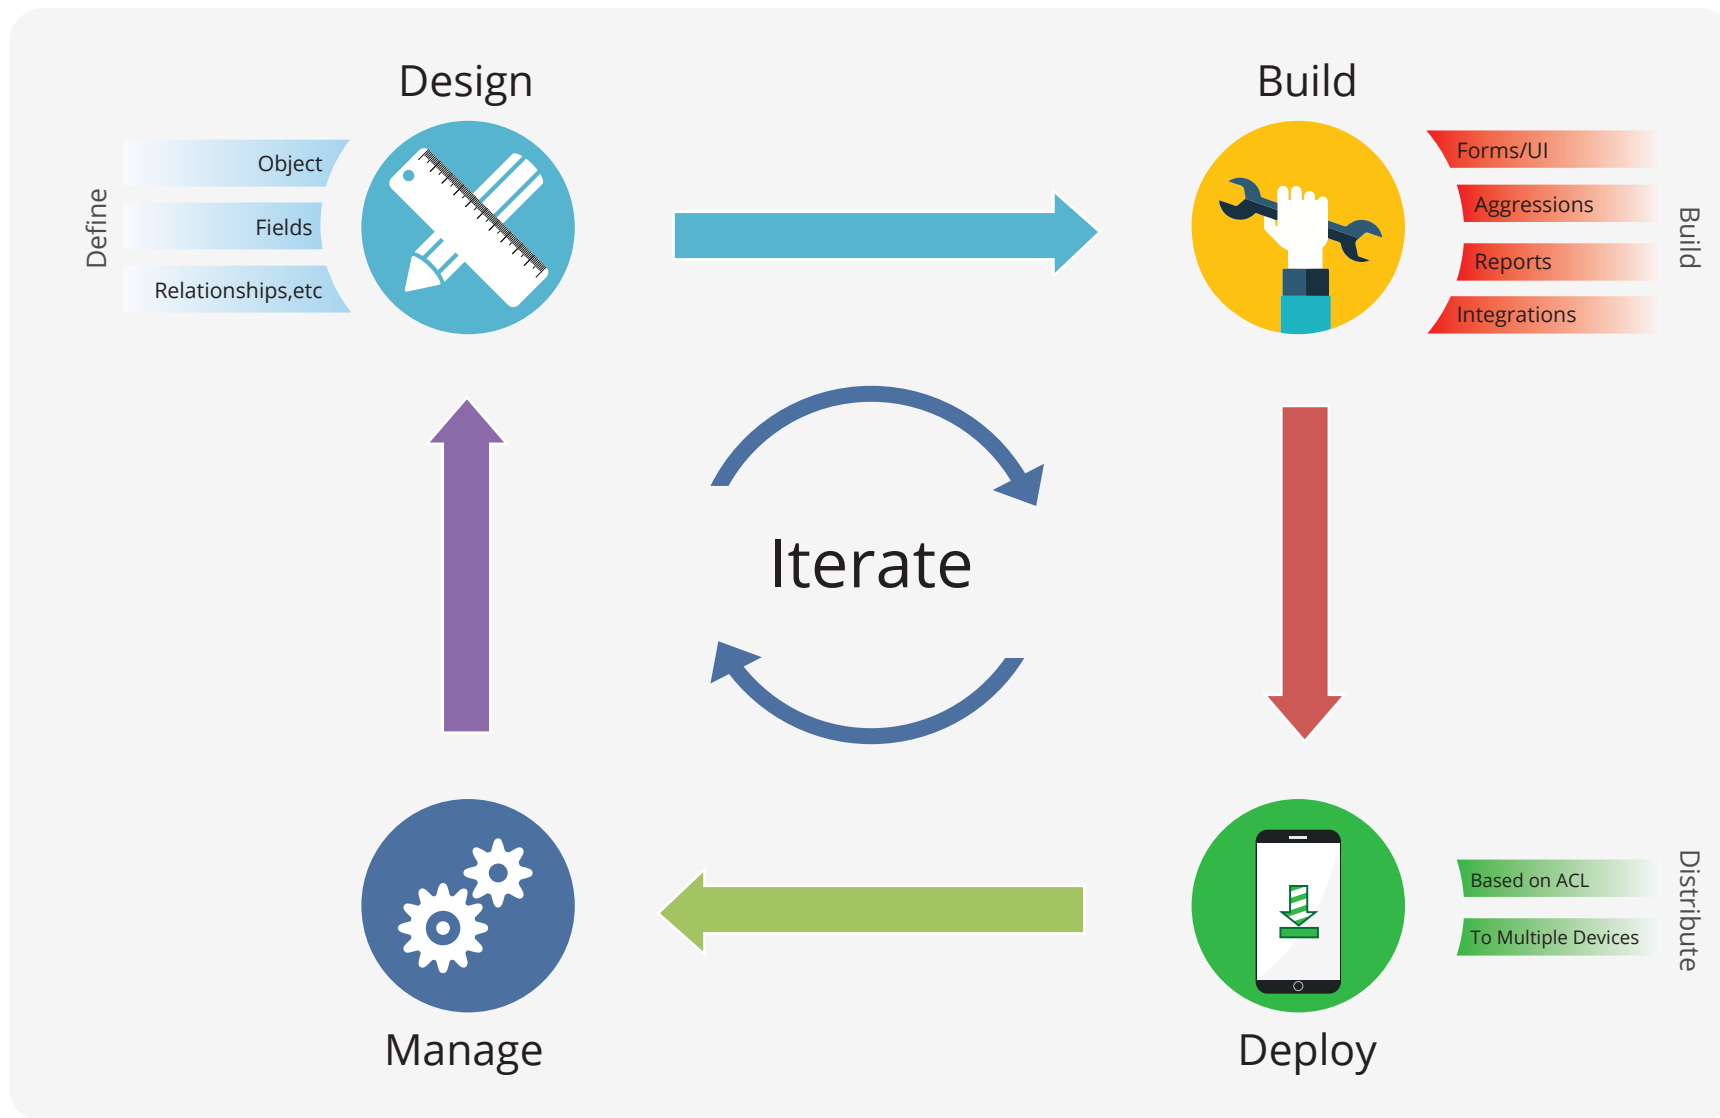 Design
Build
Define
Object
Fields
Relationships,etc
Forms/UI
Aggressions
Reports
Integrations
Build
Iterate
Manage
Deploy
Based on ACL
To Multiple Devices
Distribute